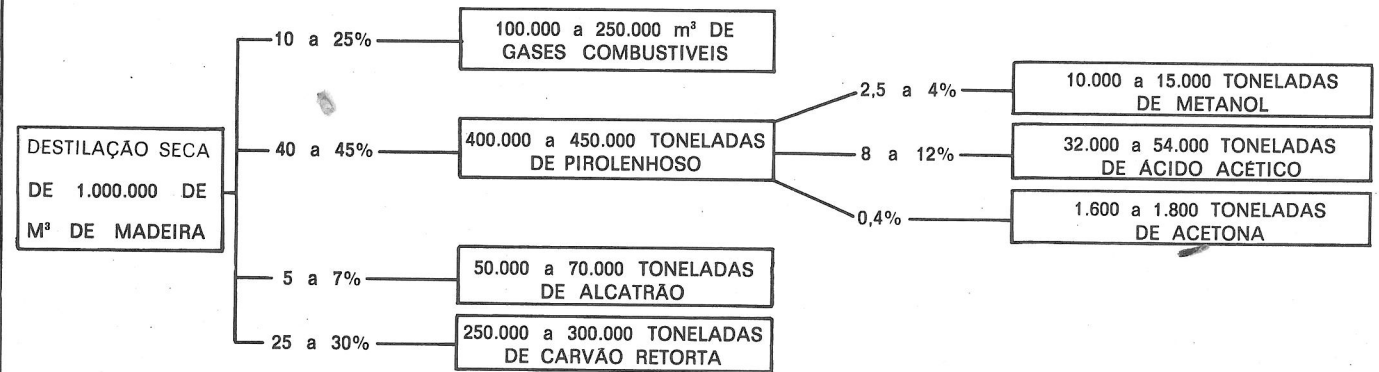 DESTILAÇÃO SECA
DE 1.000.000 DE
M³ DE MADEIRA
10 a 25%
100.000 a 250.000 m³ DE
GASES COMBUSTÍVEIS
40 a 45%
400.000 a 450.000 TONELADAS
DE PIROLENHOSO
2,5 a 4%
10.000 a 15.000 TONELADAS
DE METANOL
8 a 12%
32.000 a 54.000 TONELADAS
DE ÁCIDO ACÉTICO
0,4%
1.600 a 1.800 TONELADAS
DE ACETONA
5 a 7%
50.000 a 70.000 TONELADAS
DE ALCATRÃO
25 a 30%
250.000 a 300.000 TONELADAS
DE CARVÃO RETORTA